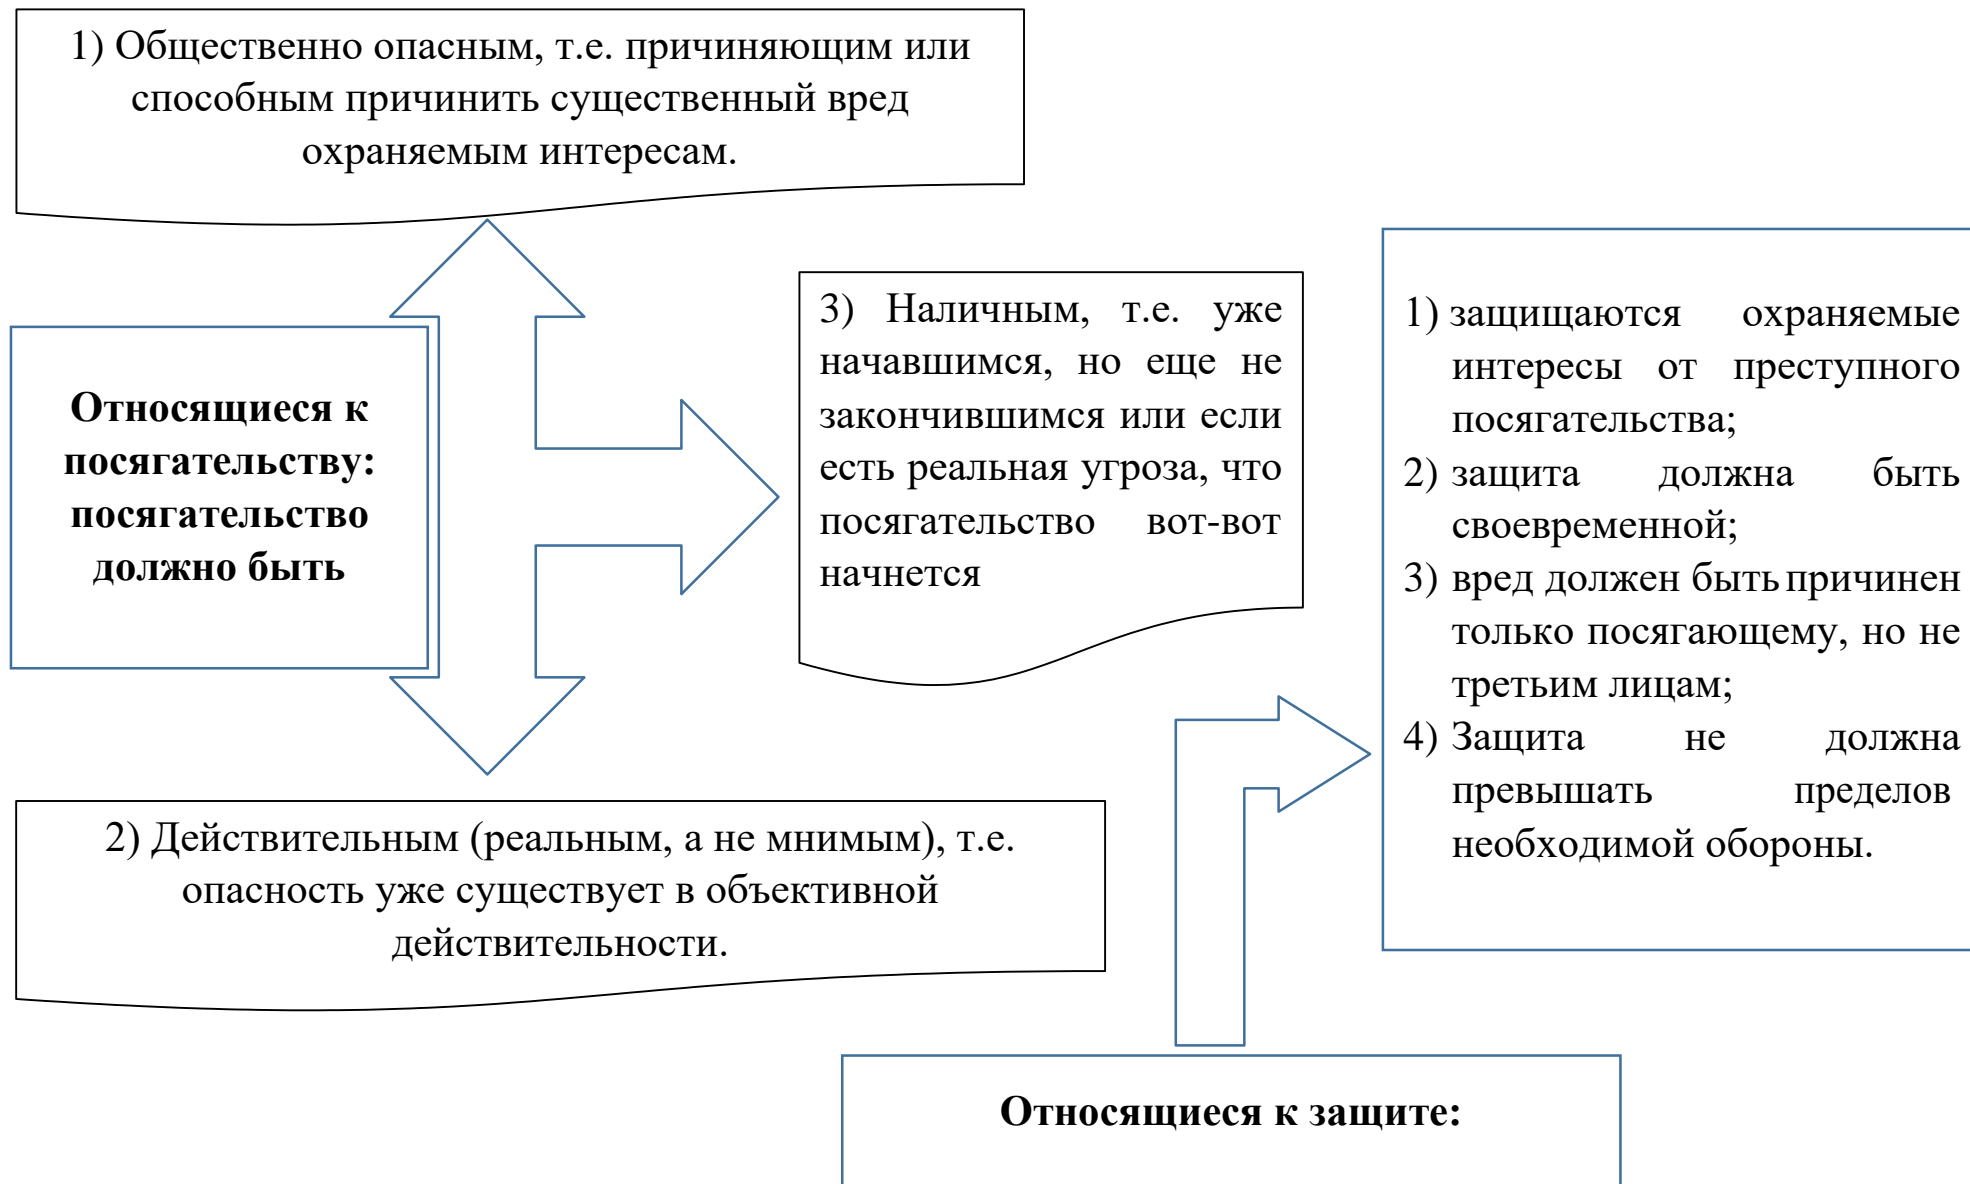 1) Общественно опасным, т.е. причиняющим или
способным причинить существенный вред
охраняемым интересам.
Относящиеся к
посягательству:
посягательство
должно быть
3) Наличным, т.е. уже
начавшимся, но еще не
закончившимся или если
есть реальная угроза, что
посягательство вот-вот
начнется
2) Действительным (реальным, а не мнимым), т.е.
опасность уже существует в объективной
действительности.
1) защищаются охраняемые
интересы от преступного
посягательства;
2) защита должна быть
своевременной;
3) вред должен быть причинен
только посягающему, но не
третьим лицам;
4) Защита не должна
превышать пределов
необходимой обороны.
Относящиеся к защите: